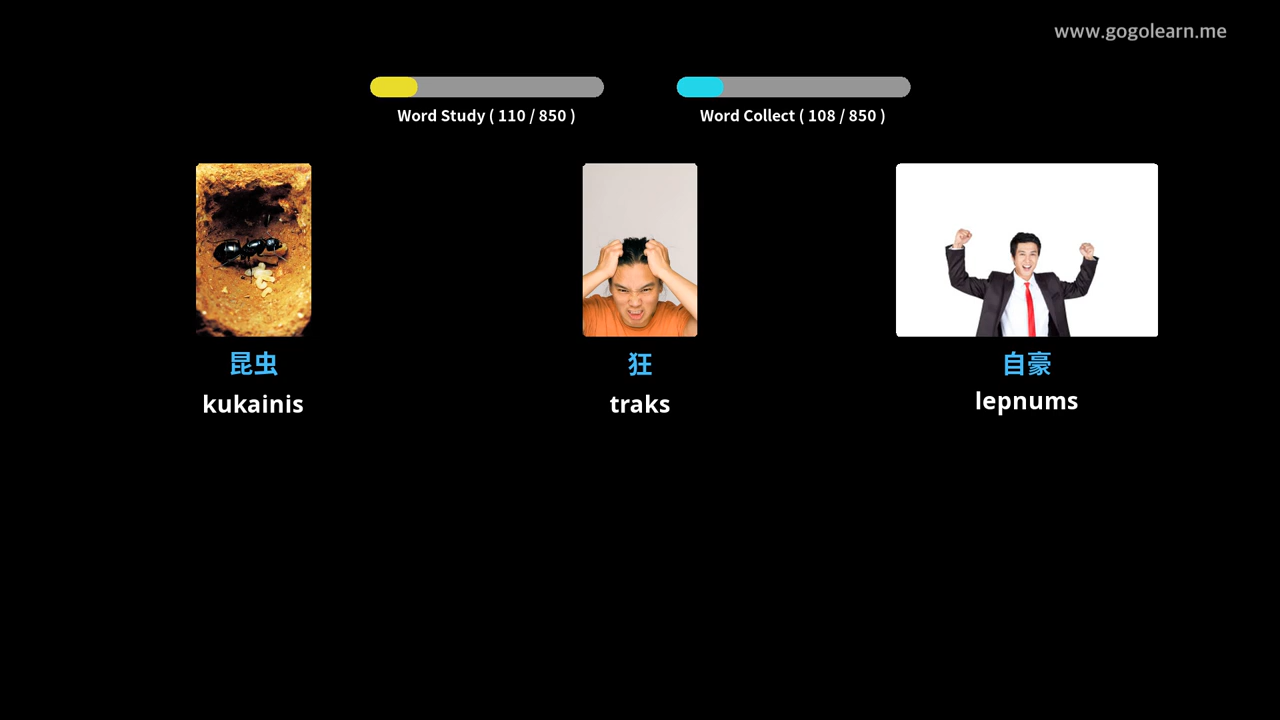 www.gogolearn.me
Word Study ( 110 / 850 )
Word Collect ( 108 / 850 )
昆虫
狂
自豪
kukainis
traks
lepnums